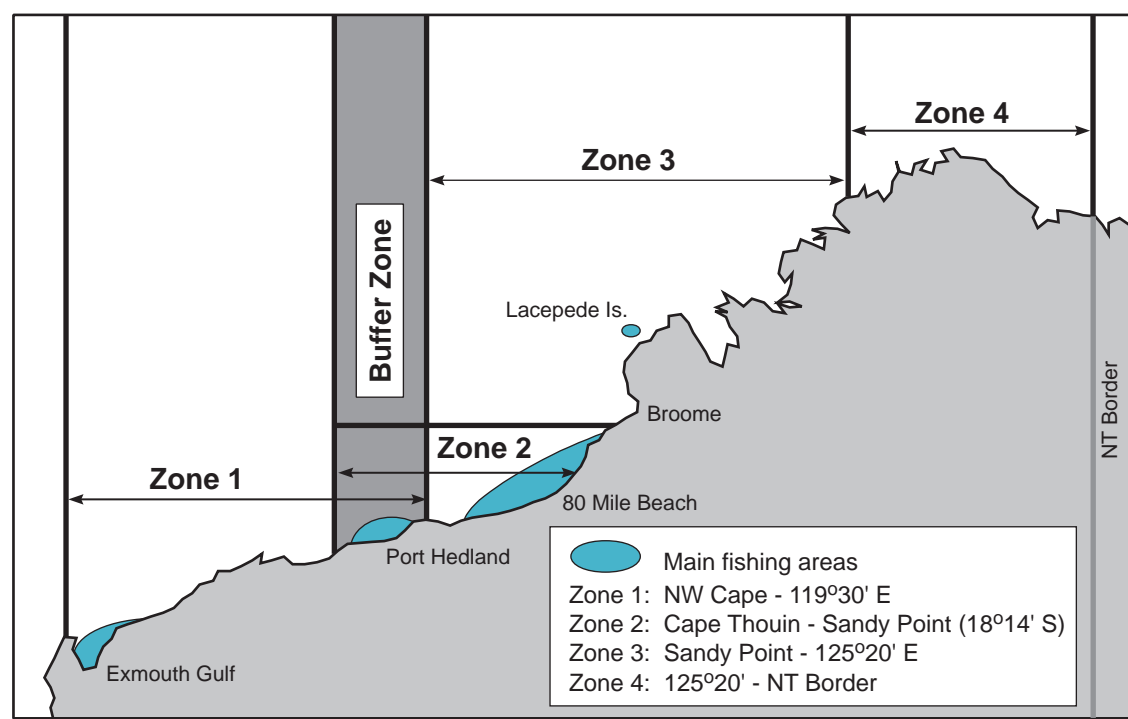 Zone 4
Zone 3
Buffer Zone
Lacepede Is.
Broome
NT Border
Zone 2
Zone 1
80 Mile Beach
Port Hedland
Exmouth Gulf
Main fishing areas
Zone 1: NW Cape - 119º30' E
Zone 2: Cape Thouin - Sandy Point (18º14' S)
Zone 3: Sandy Point - 125º20' E
Zone 4: 125º20' - NT Border